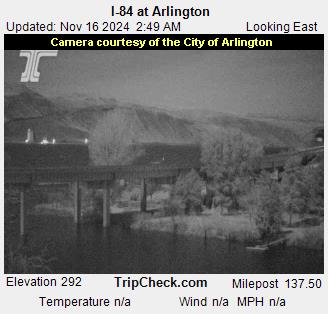 I-84 at Arlington
Updated: Nov 16 2024 2:49 AM Looking East
Camera courtesy of the City of Arlington
Elevation 292 TripCheck.com Milepost 137.50
Temperature n/a Wind n/a MPH n/a